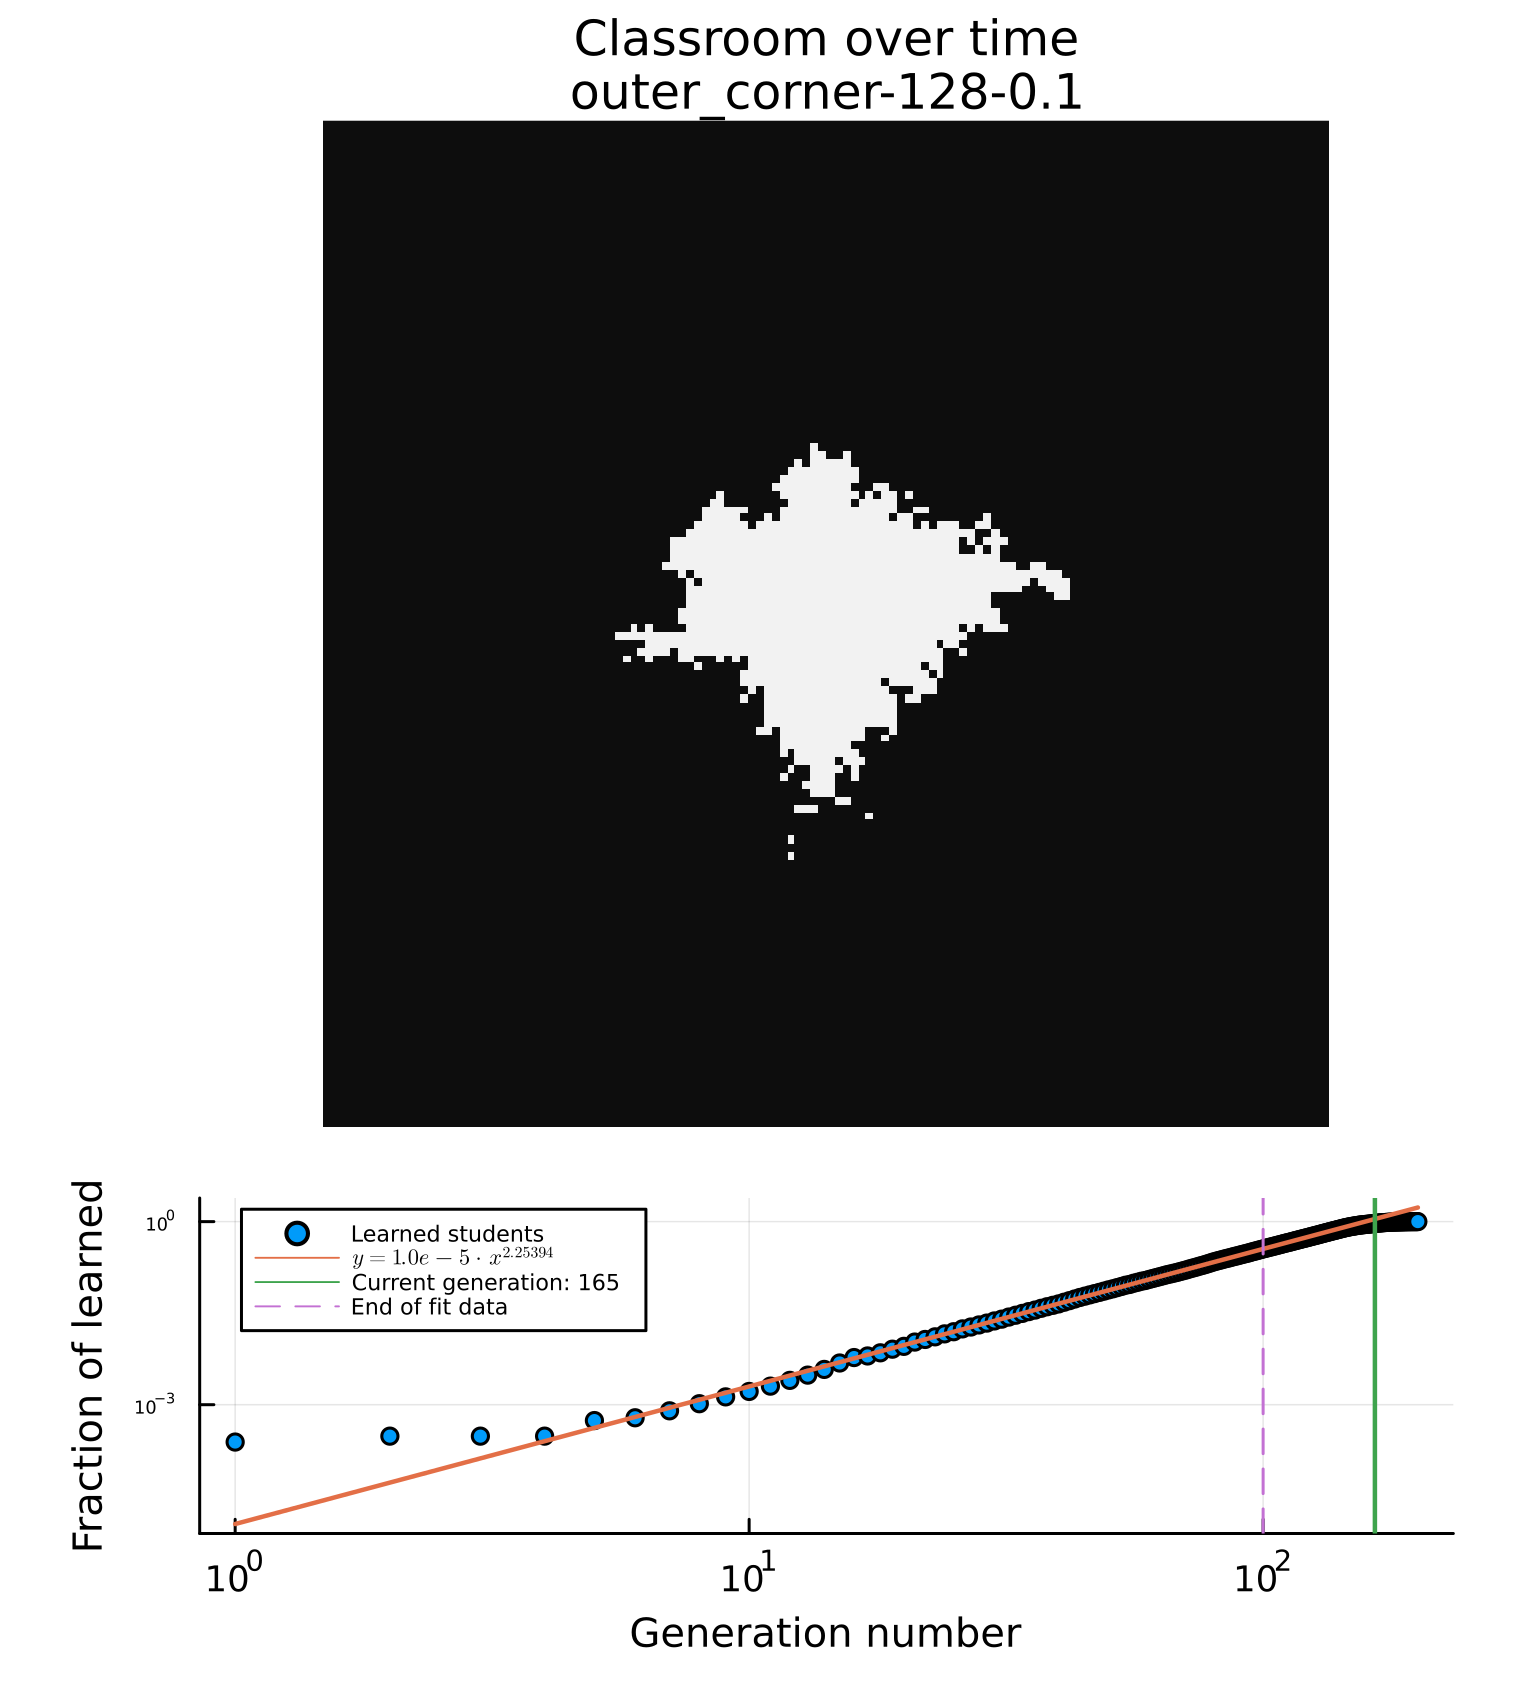 Classroom over time
outer_corner-128-0.1
Fraction of learned
10^0
10^-3
Learned students
y = 1.0e − 5 · x^2.25394
Current generation: 165
End of fit data
10^0 10^1 10^2
Generation number